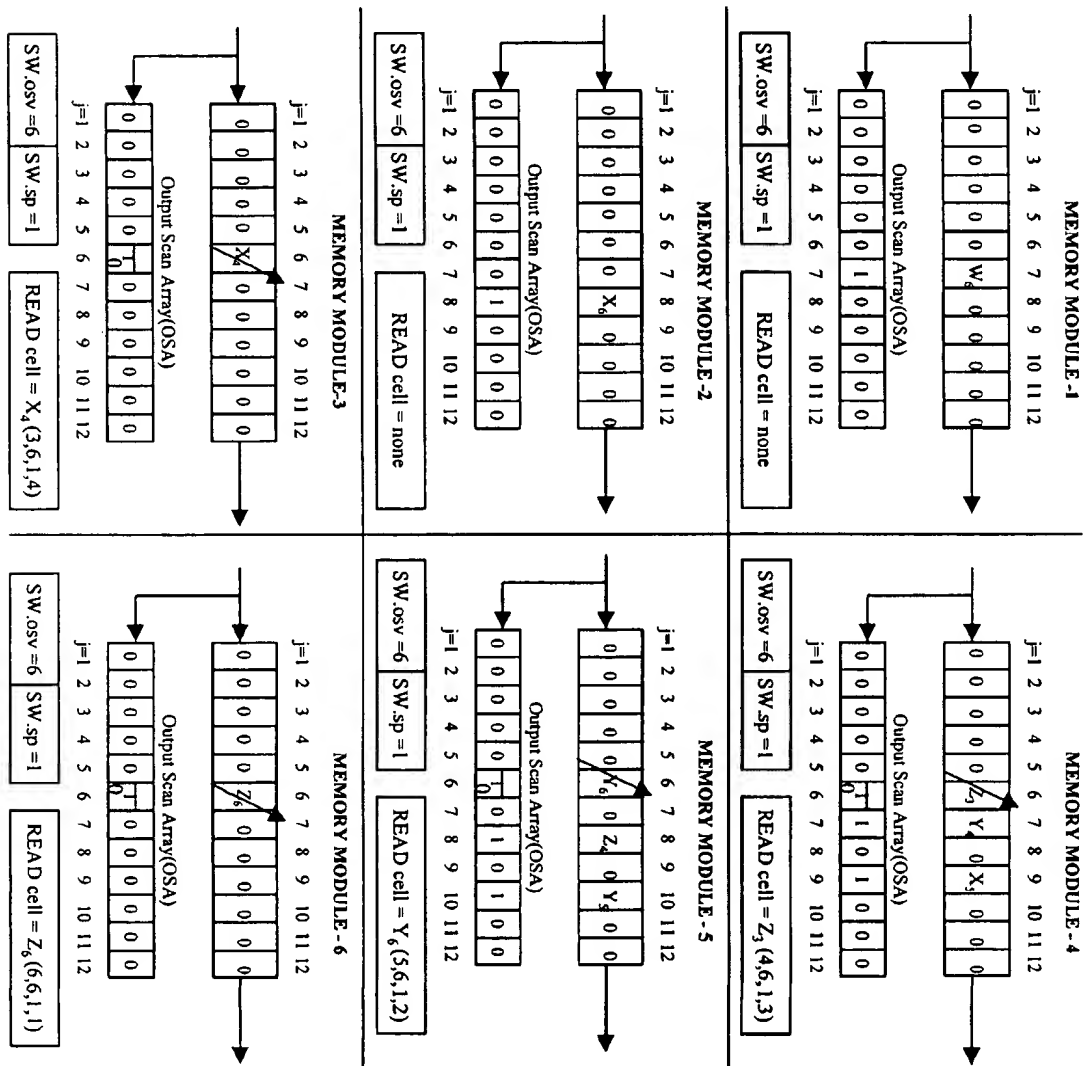 MEMORY MODULE -1
j=1 2 3 4 5 6 7 8 9 10 11 12
0 0 0 0 0 0 W₆ 0 0 0 0 0
Output Scan Array(OSA)
0 0 0 0 0 0 1 0 0 0 0 0
j=1 2 3 4 5 6 7 8 9 10 11 12
SW.osv =6 SW.sp =1 READ cell = none
MEMORY MODULE - 4
j=1 2 3 4 5 6 7 8 9 10 11 12
0 0 0 0 0 Z₃ Y₄ 0 X₅ 0 0 0
Output Scan Array(OSA)
0 0 0 0 0 1 1 0 1 0 0 0
0
j=1 2 3 4 5 6 7 8 9 10 11 12
SW.osv =6 SW.sp =1 READ cell = Z₃ (4,6,1,3)
MEMORY MODULE -2
j=1 2 3 4 5 6 7 8 9 10 11 12
0 0 0 0 0 0 0 X₆ 0 0 0 0
Output Scan Array(OSA)
0 0 0 0 0 0 0 1 0 0 0 0
j=1 2 3 4 5 6 7 8 9 10 11 12
SW.osv =6 SW.sp =1 READ cell = none
MEMORY MODULE - 5
j=1 2 3 4 5 6 7 8 9 10 11 12
0 0 0 0 0 Y₆ 0 Z₄ 0 Y₅ 0 0
Output Scan Array(OSA)
0 0 0 0 0 1 0 1 0 1 0 0
0
j=1 2 3 4 5 6 7 8 9 10 11 12
SW.osv =6 SW.sp =1 READ cell = Y₆ (5,6,1,2)
MEMORY MODULE-3
j=1 2 3 4 5 6 7 8 9 10 11 12
0 0 0 0 0 X₄ 0 0 0 0 0 0
Output Scan Array(OSA)
0 0 0 0 0 1 0 0 0 0 0 0
0
j=1 2 3 4 5 6 7 8 9 10 11 12
SW.osv =6 SW.sp =1 READ cell = X₄ (3,6,1,4)
MEMORY MODULE - 6
j=1 2 3 4 5 6 7 8 9 10 11 12
0 0 0 0 0 Z₆ 0 0 0 0 0 0
Output Scan Array(OSA)
0 0 0 0 0 1 0 0 0 0 0 0
0
j=1 2 3 4 5 6 7 8 9 10 11 12
SW.osv =6 SW.sp =1 READ cell = Z₆ (6,6,1,1)